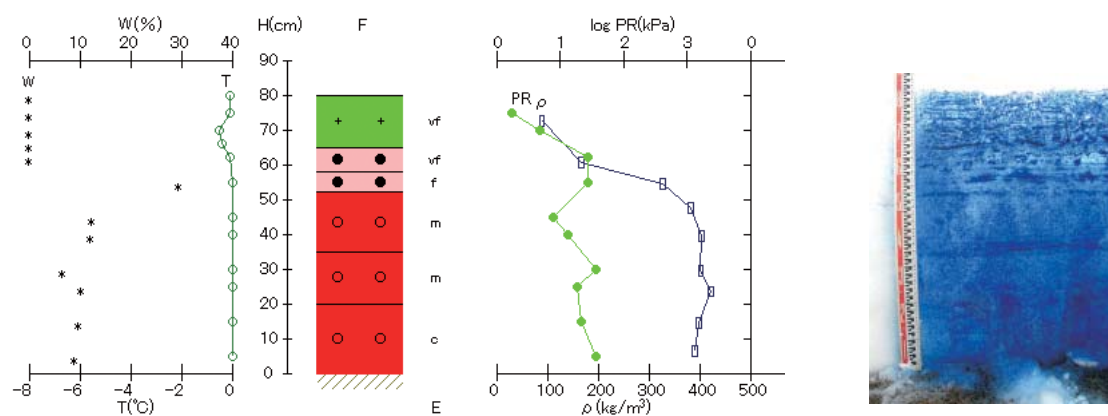 W(%) H(cm) F log PR(kPa)
0 10 20 30 40 0 1 2 3 4
90
W T
80 PR ρ
vf
70
vf
60
f
50
m
40
30 m
20
10 c
0
-8 -6 -4 -2 0 0 100 200 300 400 500
T(℃) E ρ (kg/m³)